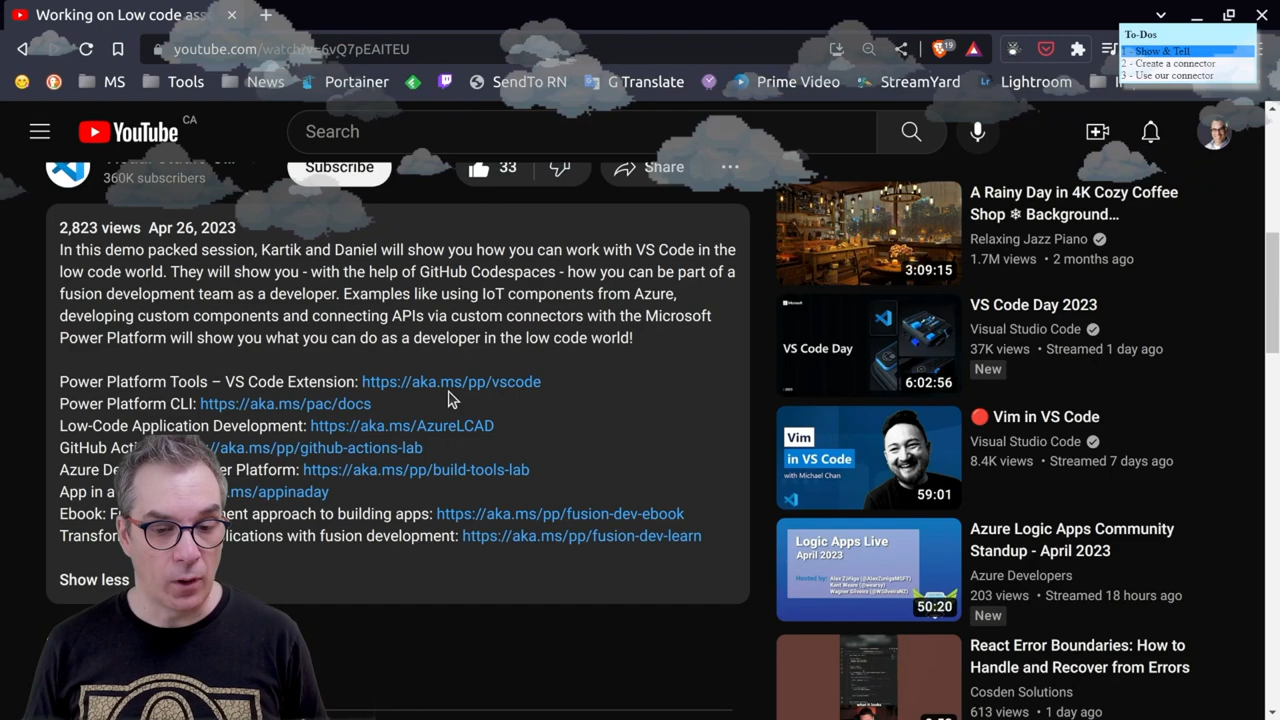 Working on Low code as
To-Dos
1 - Show & Tell
2 - Create a connector
3 - Use our connector
youtube.com/watch?v=6vQ7pEAITEU
19
MS
Tools
News
Portainer
SendTo RN
G Translate
Prime Video
StreamYard
Lr Lightroom
YouTube CA
Search
360K subscribers
Subscribe
33
Share
2,823 views Apr 26, 2023
In this demo packed session, Kartik and Daniel will show you how you can work with VS Code in the
low code world. They will show you - with the help of GitHub Codespaces - how you can be part of a
fusion development team as a developer. Examples like using IoT components from Azure,
developing custom components and connecting APIs via custom connectors with the Microsoft
Power Platform will show you what you can do as a developer in the low code world!
Power Platform Tools – VS Code Extension: https://aka.ms/pp/vscode
Power Platform CLI: https://aka.ms/pac/docs
Low-Code Application Development: https://aka.ms/AzureLCAD
GitHub Acti aka.ms/pp/github-actions-lab
Azure De er Platform: https://aka.ms/pp/build-tools-lab
App in a .ms/appinaday
Ebook: F ent approach to building apps: https://aka.ms/pp/fusion-dev-ebook
Transfor lications with fusion development: https://aka.ms/pp/fusion-dev-learn
Show less
3:09:15
A Rainy Day in 4K Cozy Coffee
Shop ❄ Background...
Relaxing Jazz Piano
1.7M views • 2 months ago
Microsoft
VS Code Day
6:02:56
VS Code Day 2023
Visual Studio Code
37K views • Streamed 1 day ago
New
Vim
in VS Code
with Michael Chan
59:01
🔴 Vim in VS Code
Visual Studio Code
8.4K views • Streamed 7 days ago
Logic Apps Live
April 2023
Hosted by:
50:20
Azure Logic Apps Community
Standup - April 2023
Azure Developers
203 views • Streamed 18 hours ago
New
what it looks
React Error Boundaries: How to
Handle and Recover from Errors
Cosden Solutions
613 views • 1 day ago